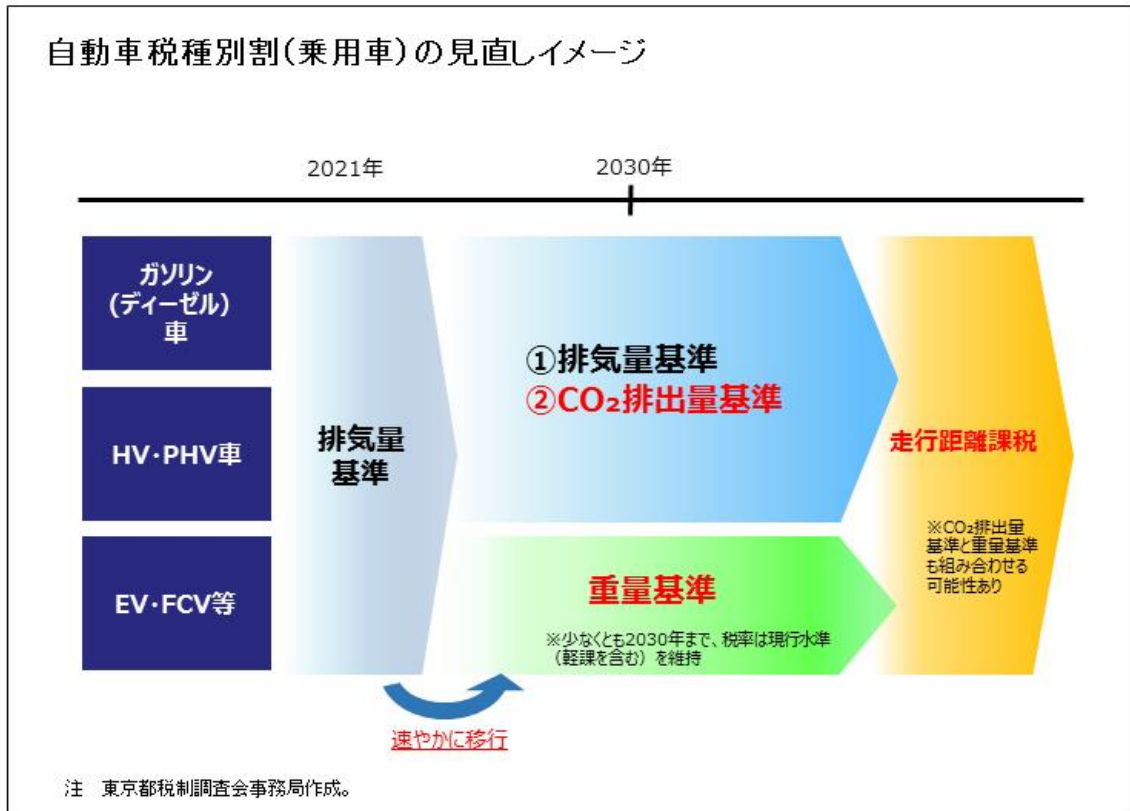 自動車税種別割(乗用車)の見直しイメージ
2021年
2030年
ガソリン
(ディーゼル)
車
HV・PHV車
EV・FCV等
排気量
基準
①排気量基準
②CO₂排出量基準
重量基準
※少なくとも2030年まで、税率は現行水準
（軽課を含む）を維持
走行距離課税
※CO₂排出量
基準と重量基準
も組み合わせる
可能性あり
速やかに移行
注　東京都税制調査会事務局作成。